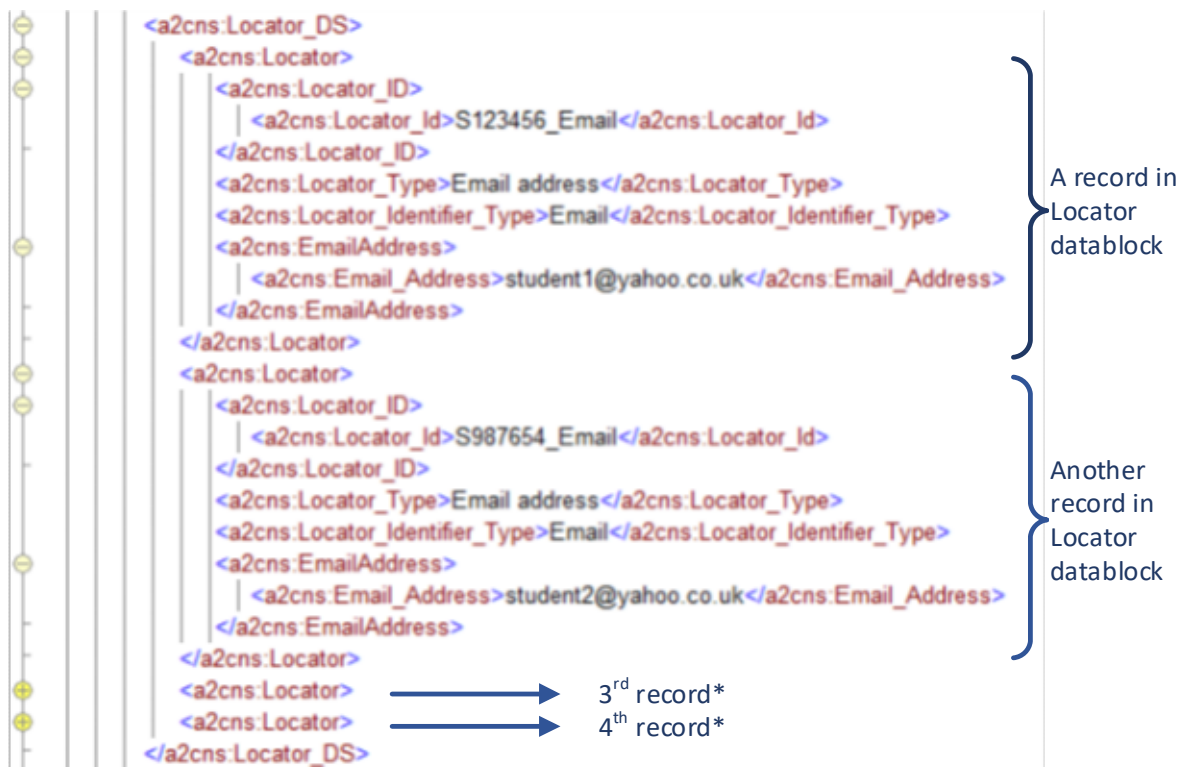 <a2cns:Locator_DS>
<a2cns:Locator>
<a2cns:Locator_ID>
<a2cns:Locator_Id>S123456_Email</a2cns:Locator_Id>
</a2cns:Locator_ID>
<a2cns:Locator_Type>Email address</a2cns:Locator_Type>
<a2cns:Locator_Identifier_Type>Email</a2cns:Locator_Identifier_Type>
<a2cns:EmailAddress>
<a2cns:Email_Address>student1@yahoo.co.uk</a2cns:Email_Address>
</a2cns:EmailAddress>
</a2cns:Locator>
A record in
Locator
datablock
<a2cns:Locator>
<a2cns:Locator_ID>
<a2cns:Locator_Id>S987654_Email</a2cns:Locator_Id>
</a2cns:Locator_ID>
<a2cns:Locator_Type>Email address</a2cns:Locator_Type>
<a2cns:Locator_Identifier_Type>Email</a2cns:Locator_Identifier_Type>
<a2cns:EmailAddress>
<a2cns:Email_Address>student2@yahoo.co.uk</a2cns:Email_Address>
</a2cns:EmailAddress>
</a2cns:Locator>
Another
record in
Locator
datablock
<a2cns:Locator> 3rd record*
<a2cns:Locator> 4th record*
</a2cns:Locator_DS>